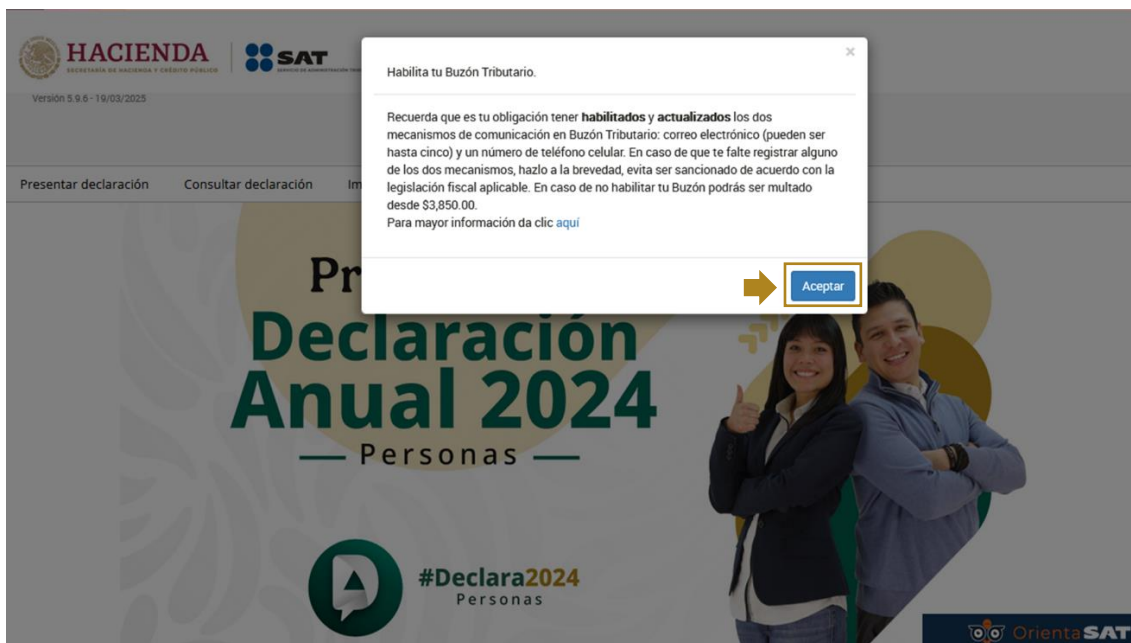 HACIENDA
SECRETARÍA DE HACIENDA Y CRÉDITO PÚBLICO
SAT
Versión 5.9.6 - 19/03/2025
Presentar declaración
Consultar declaración
Habilita tu Buzón Tributario.
×
Recuerda que es tu obligación tener habilitados y actualizados los dos
mecanismos de comunicación en Buzón Tributario: correo electrónico (pueden ser
hasta cinco) y un número de teléfono celular. En caso de que te falte registrar alguno
de los dos mecanismos, hazlo a la brevedad, evita ser sancionado de acuerdo con la
legislación fiscal aplicable. En caso de no habilitar tu Buzón podrás ser multado
desde $3,850.00.
Para mayor información da clic aquí
Aceptar
Pr
Declaración
Anual 2024
Personas
#Declara2024
Personas
OrientaSAT